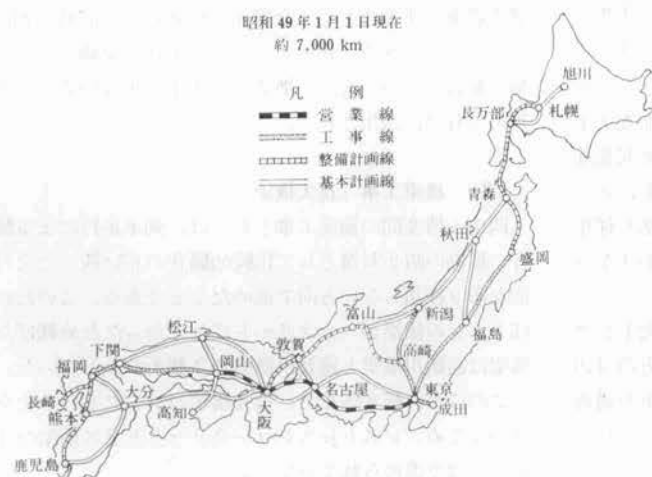 昭和49年1月1日現在
約 7,000 km
凡 例
営 業 線
工 事 線
整備計画線
基本計画線
旭川
札幌
長万部
青森
秋田
盛岡
新潟
福島
富山
高崎
松江
敦賀
下関
岡山
福岡
名古屋
東京
成田
大分
長崎
高知
大阪
熊本
鹿児島